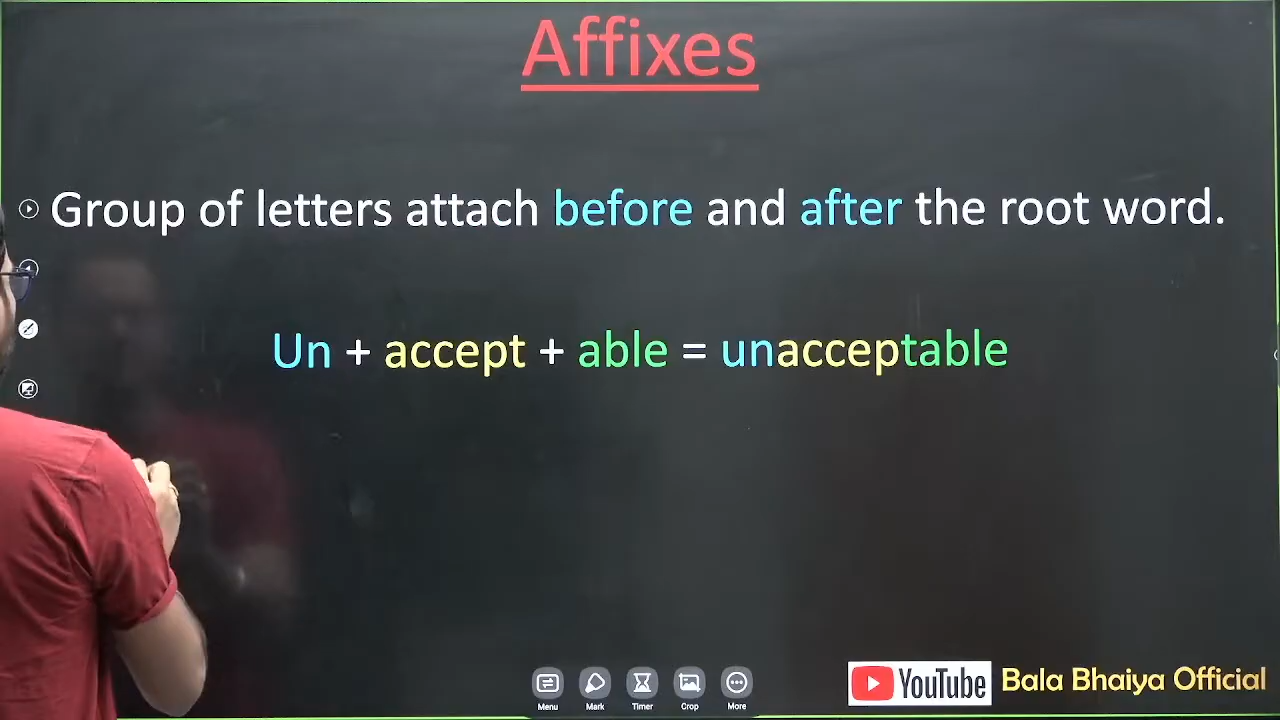 Affixes
Group of letters attach before and after the root word.
Un + accept + able = unacceptable
Menu Mark Timer Crop More
YouTube Bala Bhaiya Official